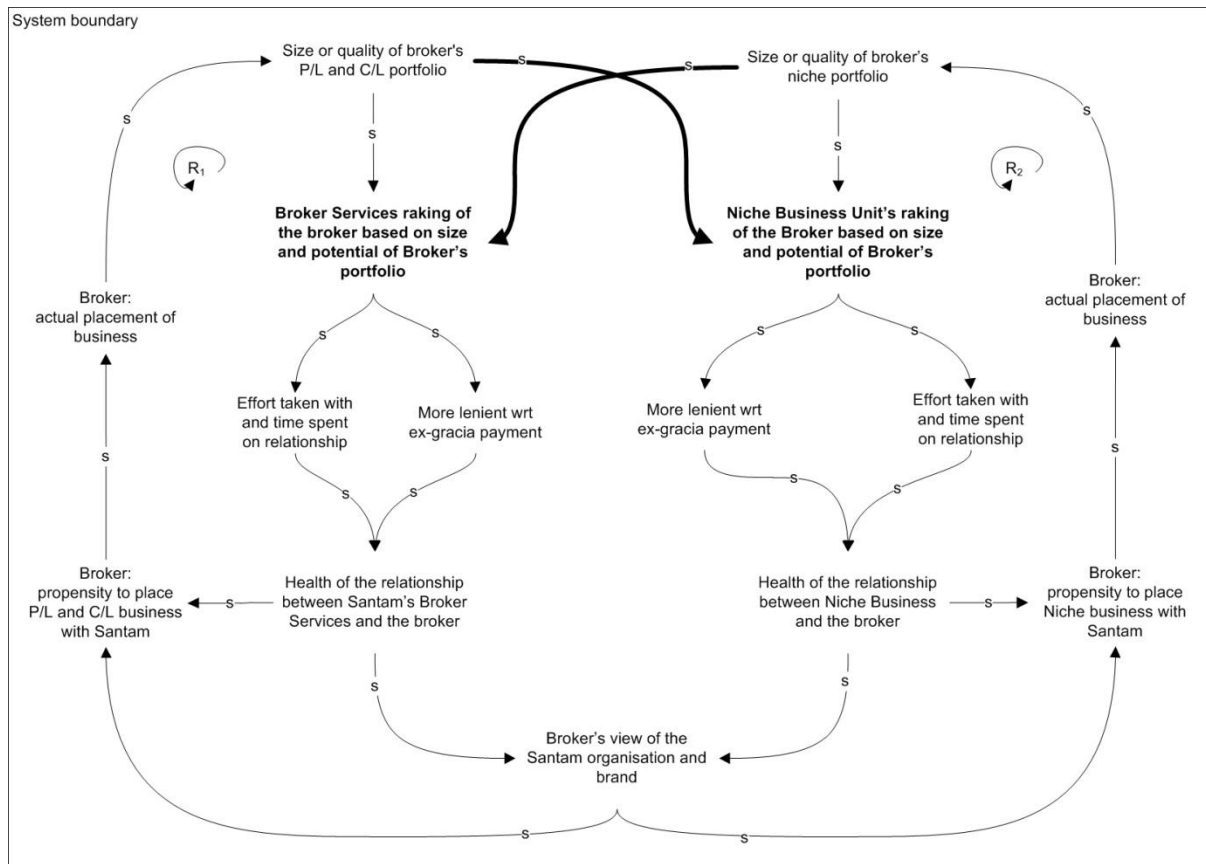 System boundary
Size or quality of broker's
P/L and C/L portfolio
s
s
Size or quality of broker's
niche portfolio
s
s
s
s
R1
R2
Broker Services raking of
the broker based on size
and potential of Broker's
portfolio
Niche Business Unit's raking
of the Broker based on size
and potential of Broker's
portfolio
Broker:
actual placement of
business
Broker:
actual placement of
business
s
s
s
s
Effort taken with
and time spent
on relationship
More lenient wrt
ex-gracia payment
More lenient wrt
ex-gracia payment
Effort taken with
and time spent
on relationship
s
s
s
s
s
s
Broker:
propensity to place
P/L and C/L business
with Santam
s
Health of the relationship
between Santam's Broker
Services and the broker
Health of the relationship
between Niche Business
and the broker
s
Broker:
propensity to place
Niche business with
Santam
s
s
Broker's view of the
Santam organisation and
brand
s
s